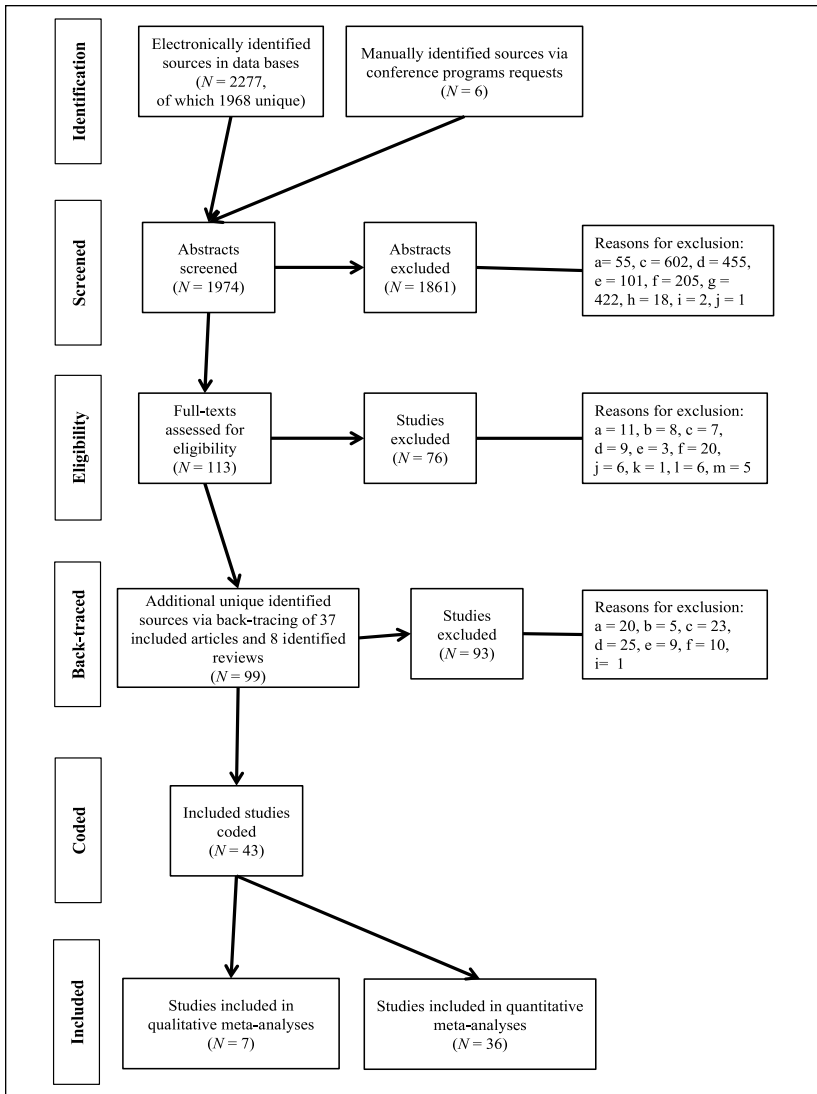 Identification
Electronically identified
sources in data bases
(N = 2277,
of which 1968 unique)
Manually identified sources via
conference programs requests
(N = 6)
Screened
Abstracts
screened
(N = 1974)
Abstracts
excluded
(N = 1861)
Reasons for exclusion:
a= 55, c = 602, d = 455,
e = 101, f = 205, g =
422, h = 18, i = 2, j = 1
Eligibility
Full-texts
assessed for
eligibility
(N = 113)
Studies
excluded
(N = 76)
Reasons for exclusion:
a = 11, b = 8, c = 7,
d = 9, e = 3, f = 20,
j = 6, k = 1, l = 6, m = 5
Back-traced
Additional unique identified
sources via back-tracing of 37
included articles and 8 identified
reviews
(N = 99)
Studies
excluded
(N = 93)
Reasons for exclusion:
a = 20, b = 5, c = 23,
d = 25, e = 9, f = 10,
i=  1
Coded
Included studies
coded
(N = 43)
Included
Studies included in
qualitative meta-analyses
(N = 7)
Studies included in quantitative
meta-analyses
(N = 36)